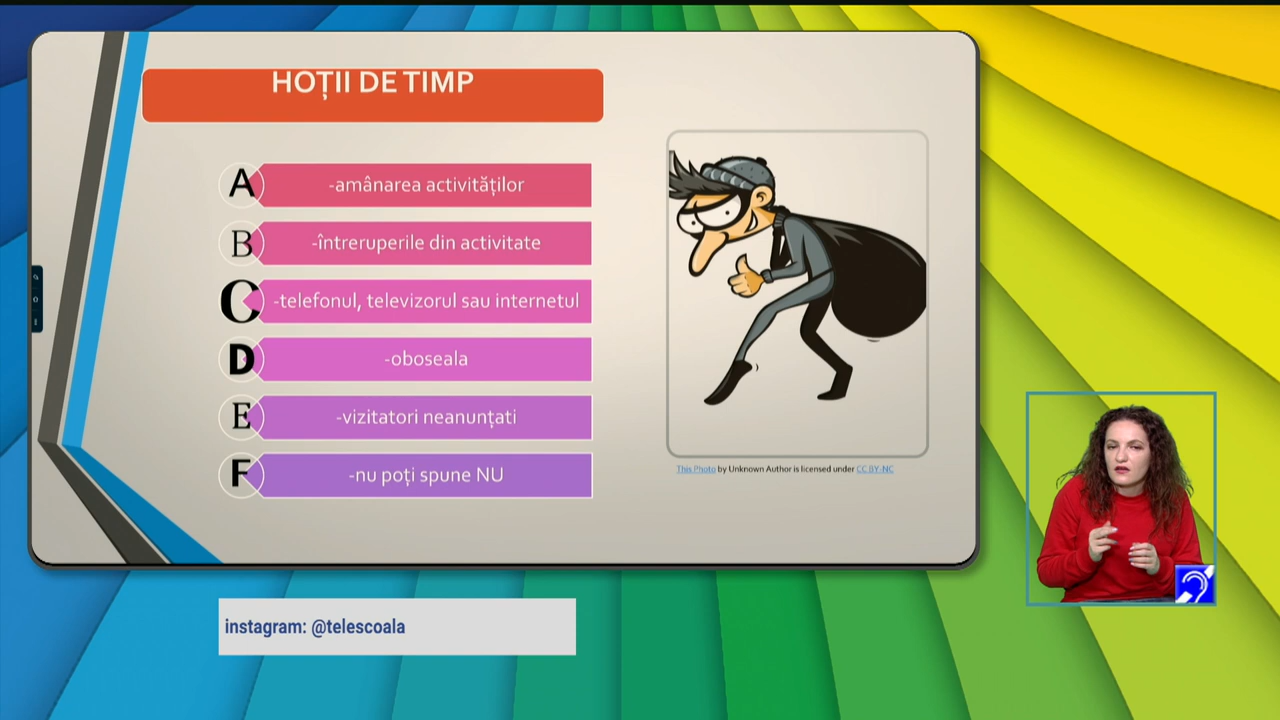 HOȚII DE TIMP
A -amânarea activităților
B -întreruperile din activitate
C -telefonul, televizorul sau internetul
D -oboseala
E -vizitatori neanunțati
F -nu poți spune NU
This Photo by Unknown Author is licensed under CC BY-NC
instagram: @telescoala